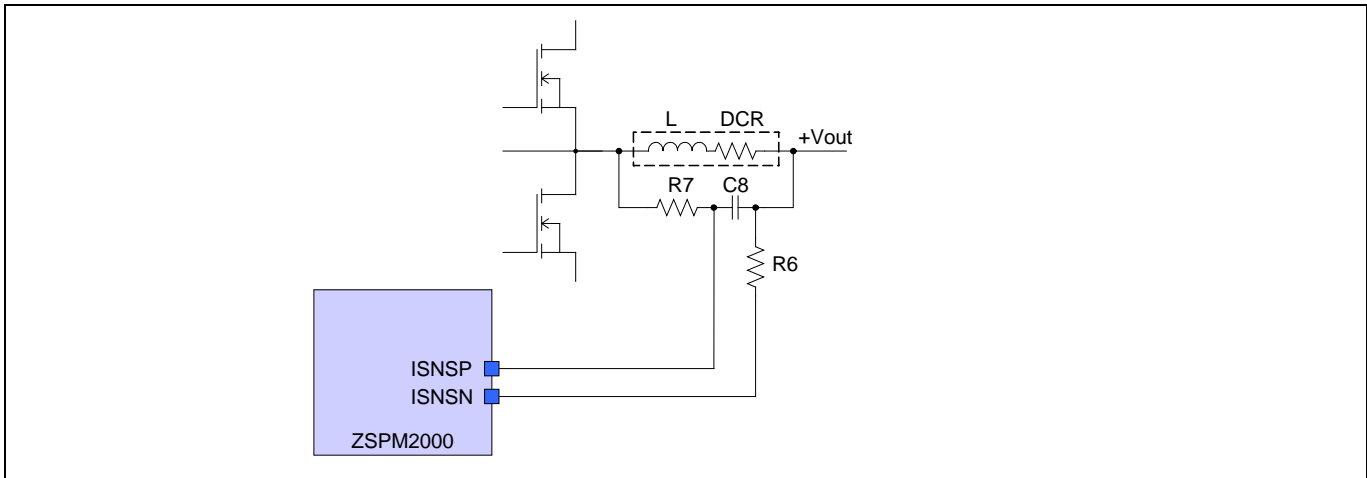 L
DCR
+Vout
R7
C8
R6
ISNSP
ISNSN
ZSPM2000